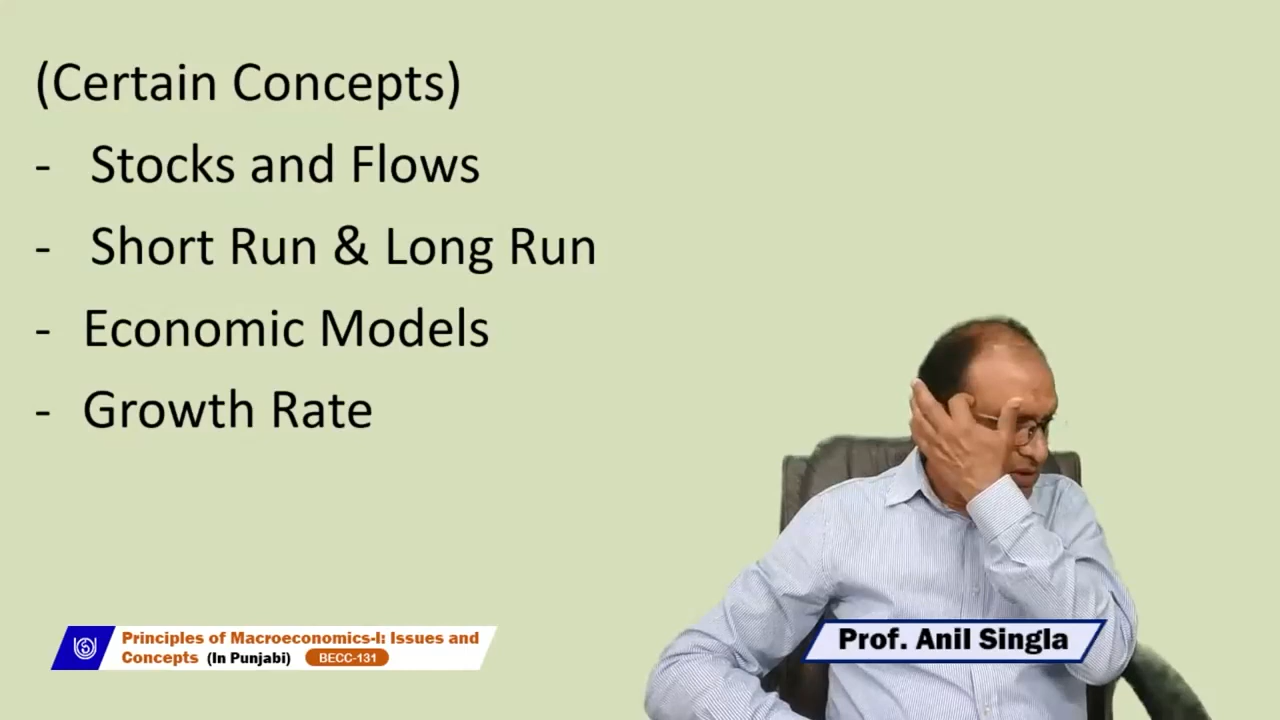 (Certain Concepts)
- Stocks and Flows
- Short Run & Long Run
- Economic Models
- Growth Rate
Principles of Macroeconomics-I: Issues and
Concepts (In Punjabi) BECC-131
Prof. Anil Singla